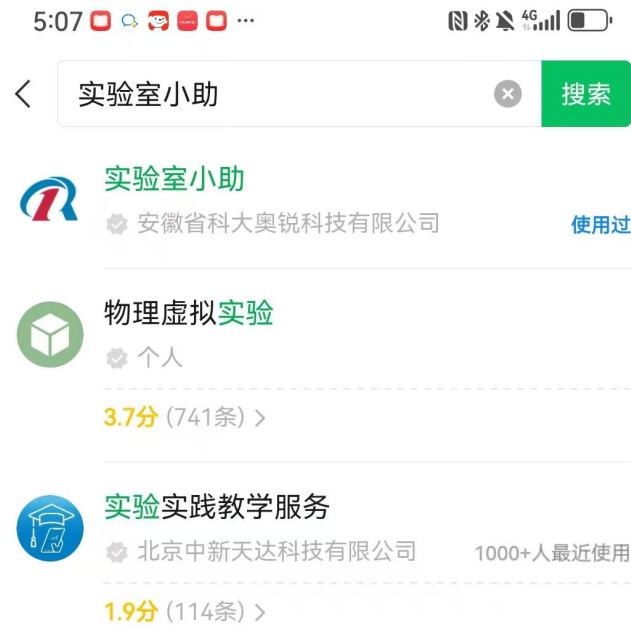 5:07 4G
实验室小助 搜索
实验室小助
安徽省科大奥锐科技有限公司 使用过
物理虚拟实验
个人
3.7分 (741条)
实验实践教学服务
北京中新天达科技有限公司 1000+人最近使用
1.9分 (114条)